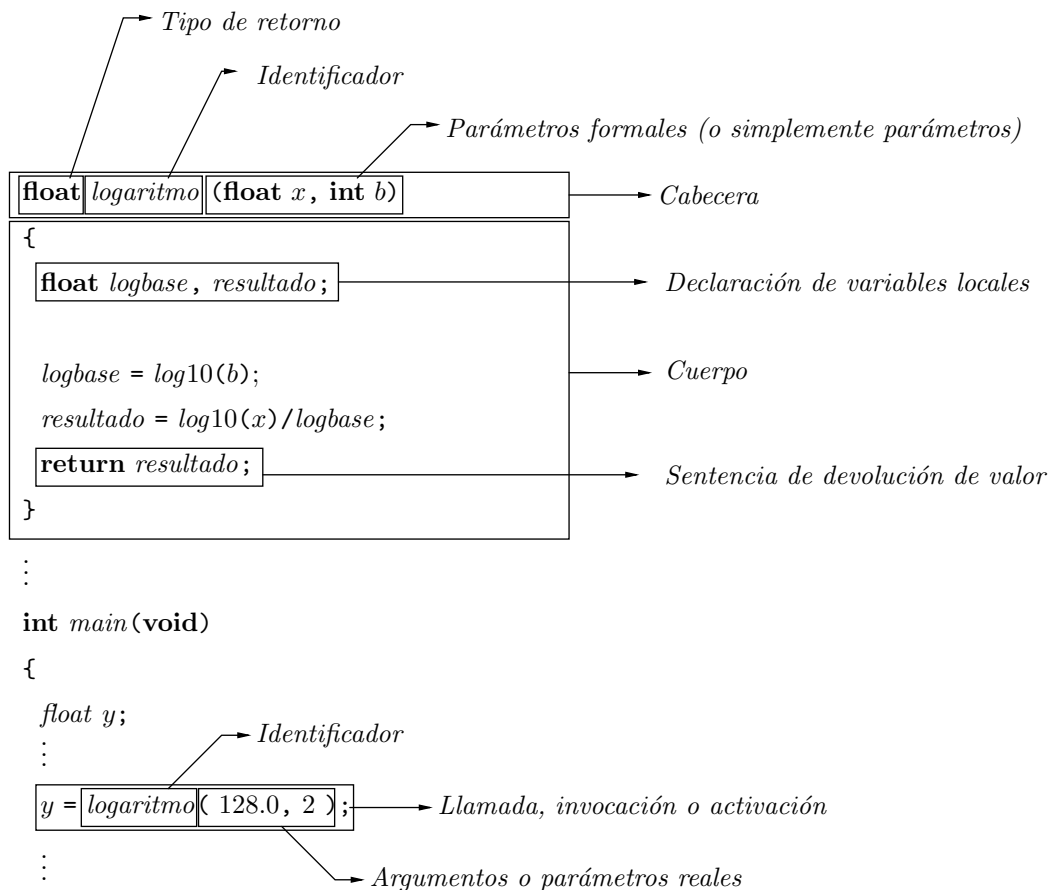 Tipo de retorno
Identificador
Parámetros formales (o simplemente parámetros)
float logaritmo (float x, int b)
Cabecera
{
float logbase, resultado;
Declaración de variables locales
logbase = log10(b);
Cuerpo
resultado = log10(x)/logbase;
return resultado;
Sentencia de devolución de valor
}
⋮
int main(void)
{
float y;
⋮
Identificador
y = logaritmo( 128.0, 2 );
Llamada, invocación o activación
⋮
Argumentos o parámetros reales